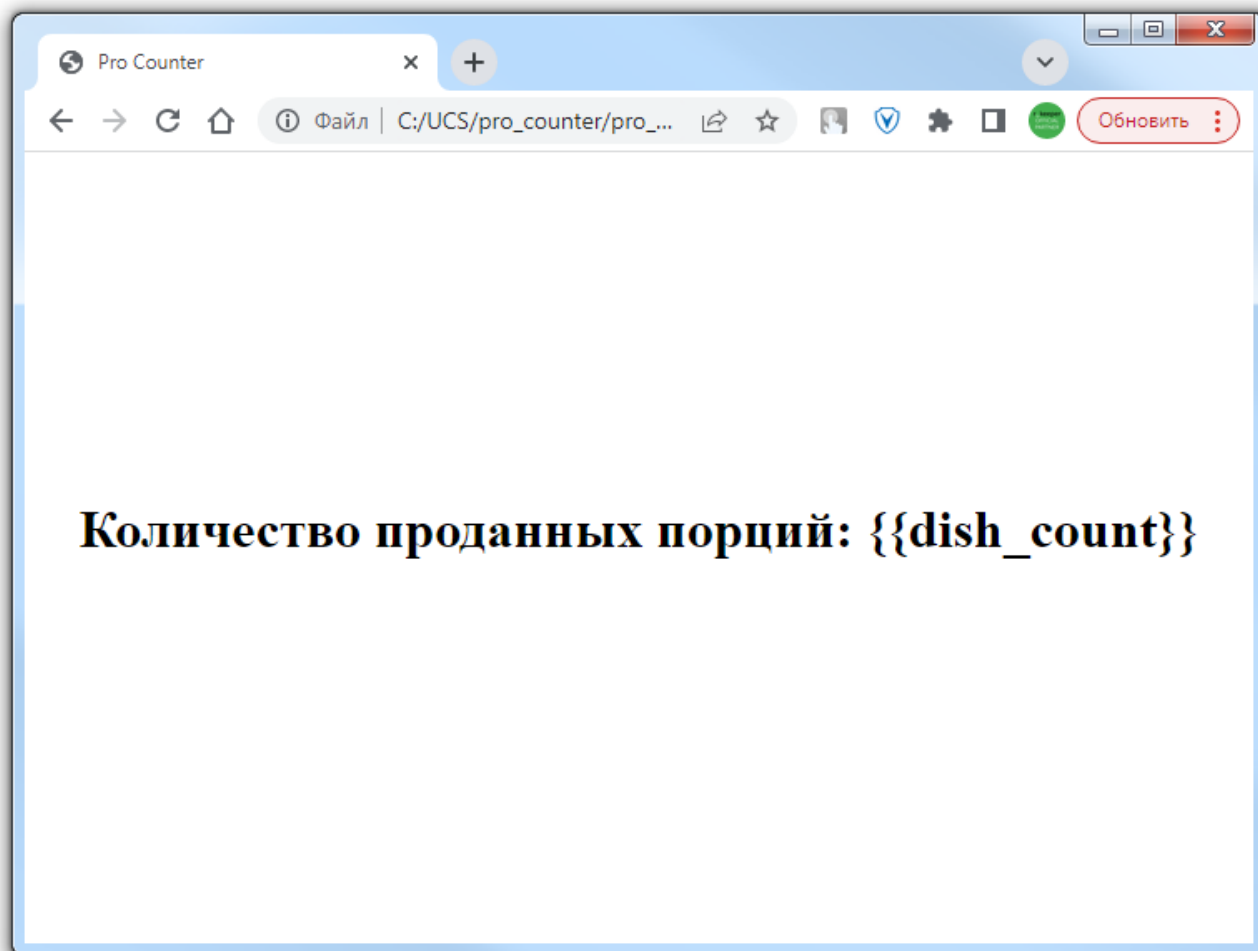 Pro Counter
Файл | C:/UCS/pro_counter/pro_... Обновить
Количество проданных порций: {{dish_count}}